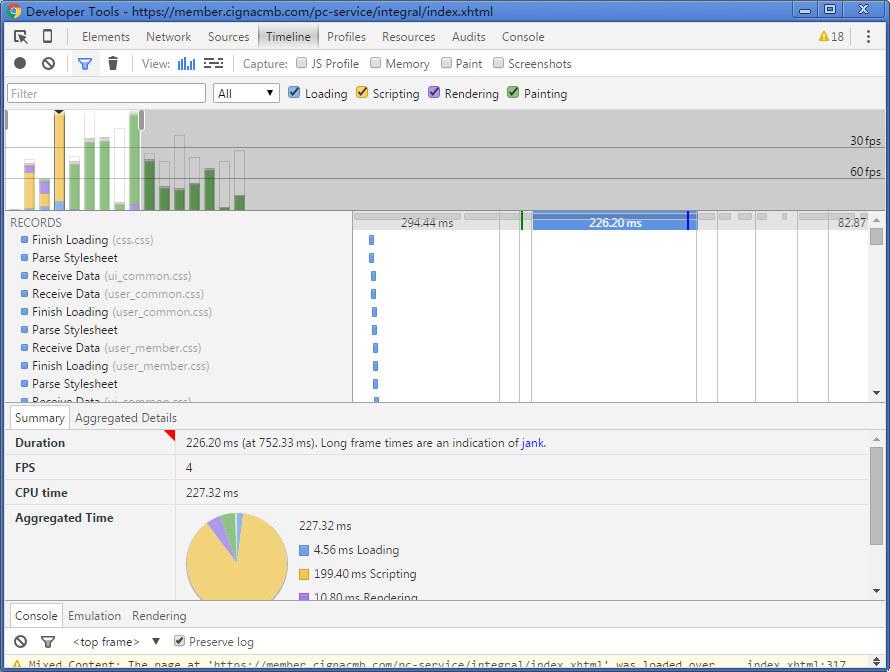 Developer Tools - https://member.cignacmb.com/pc-service/integral/index.xhtml
Elements Network Sources Timeline Profiles Resources Audits Console 18
View: Capture: JS Profile Memory Paint Screenshots
Filter All Loading Scripting Rendering Painting
30 fps
60 fps
RECORDS 294.44 ms 226.20 ms 82.87
Finish Loading (css.css)
Parse Stylesheet
Receive Data (ui_common.css)
Receive Data (user_common.css)
Finish Loading (user_common.css)
Parse Stylesheet
Receive Data (user_member.css)
Finish Loading (user_member.css)
Parse Stylesheet
Receive Data (ui_common.css)
Summary Aggregated Details
Duration 226.20 ms (at 752.33 ms). Long frame times are an indication of jank.
FPS 4
CPU time 227.32 ms
Aggregated Time
227.32 ms
4.56 ms Loading
199.40 ms Scripting
10.80 ms Rendering
Console Emulation Rendering
<top frame> Preserve log
Mixed Content: The page at 'https://member.cignacmb.com/pc-service/integral/index.xhtml' was loaded over index.xhtml:317